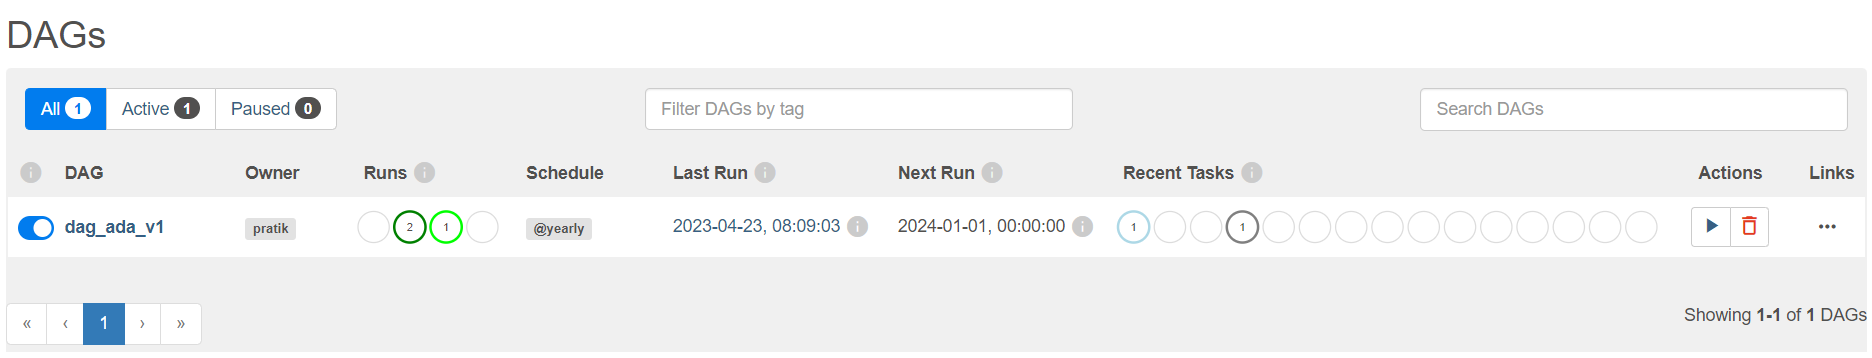 DAGs
All 1 Active 1 Paused 0 Filter DAGs by tag Search DAGs
i DAG Owner Runs i Schedule Last Run i Next Run i Recent Tasks i Actions Links
dag_ada_v1 pratik 2 1 @yearly 2023-04-23, 08:09:03 i 2024-01-01, 00:00:00 i 1 1 ...
« ‹ 1 › » Showing 1-1 of 1 DAGs